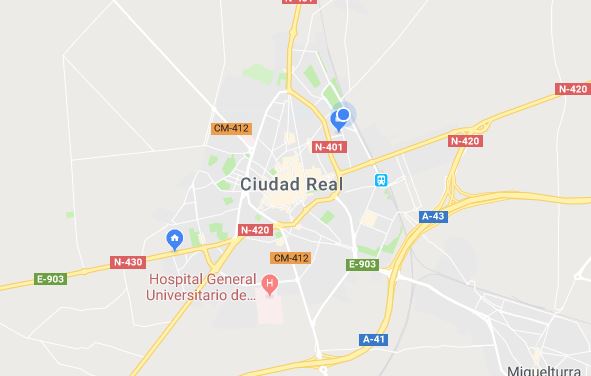 N-420
CM-412
N-401
N-420
Ciudad Real
A-43
N-420
CM-412
N-430
E-903
E-903
Hospital General
Universitario de...
H
A-41
Miguelturra